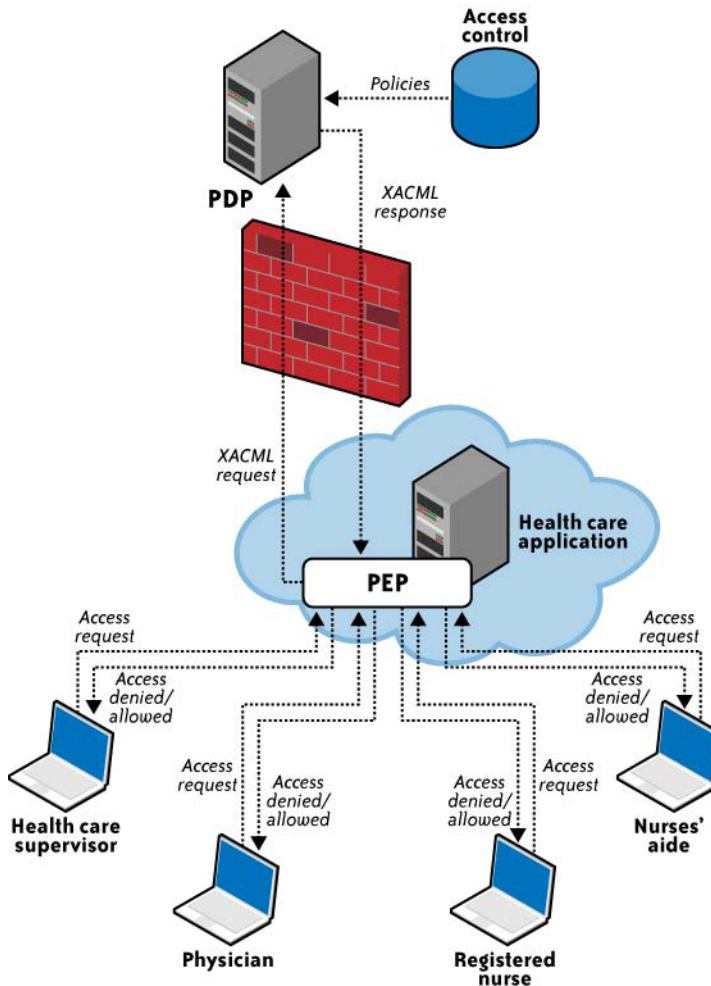 Access
control
Policies
PDP
XACML
response
XACML
request
Health care
application
PEP
Access
request
Access
denied/
allowed
Access
request
Access
denied/
allowed
Access
denied/
allowed
Access
request
Access
denied/
allowed
Access
request
Health care
supervisor
Physician
Registered
nurse
Nurses’
aide